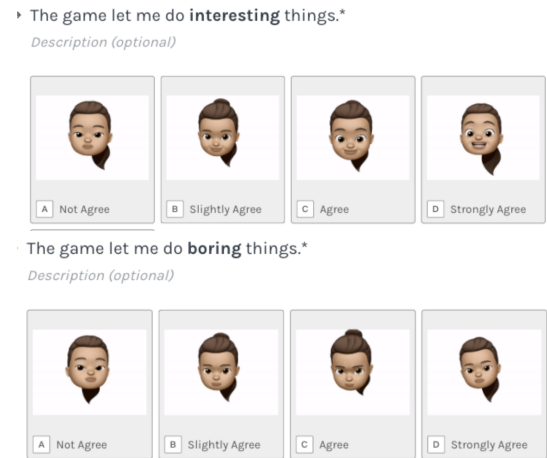 The game let me do interesting things.*
Description (optional)
A Not Agree
B Slightly Agree
C Agree
D Strongly Agree
The game let me do boring things.*
Description (optional)
A Not Agree
B Slightly Agree
C Agree
D Strongly Agree